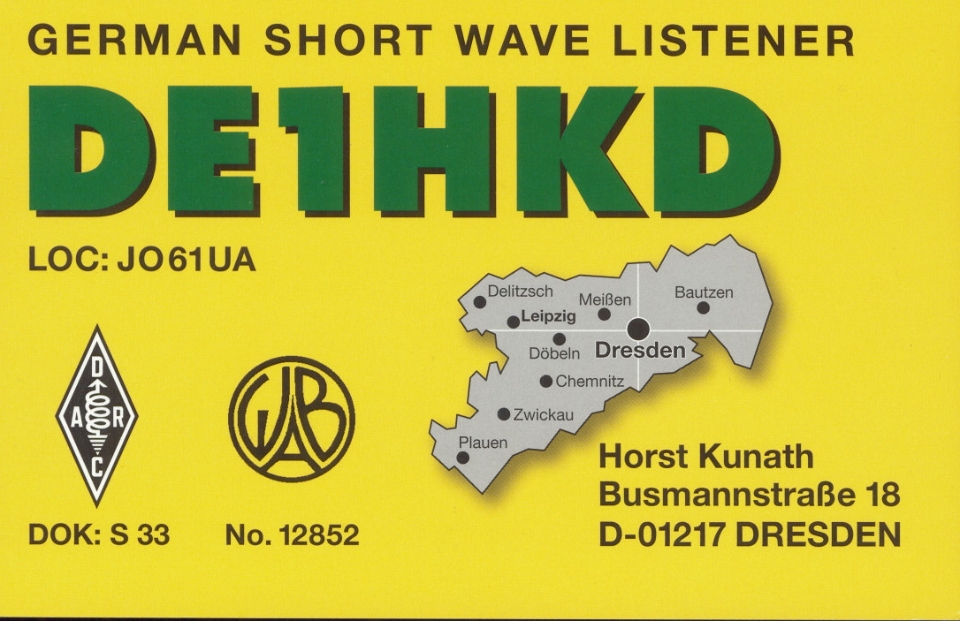 GERMAN SHORT WAVE LISTENER
DE1HKD
LOC: JO61UA
Delitzsch
Meißen
Bautzen
Leipzig
Döbeln
Dresden
Chemnitz
Zwickau
Plauen
D
A R
C
WAB
DOK: S 33
No. 12852
Horst Kunath
Busmannstraße 18
D-01217 DRESDEN